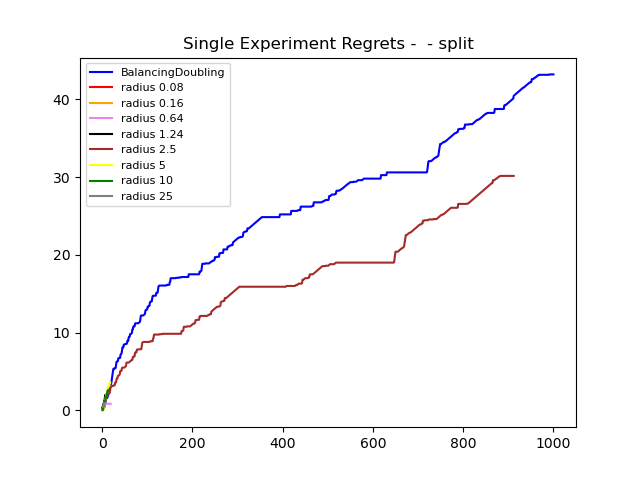 Single Experiment Regrets -  - split
BalancingDoubling
radius 0.08
radius 0.16
radius 0.64
radius 1.24
radius 2.5
radius 5
radius 10
radius 25
40
30
20
10
0
0 200 400 600 800 1000